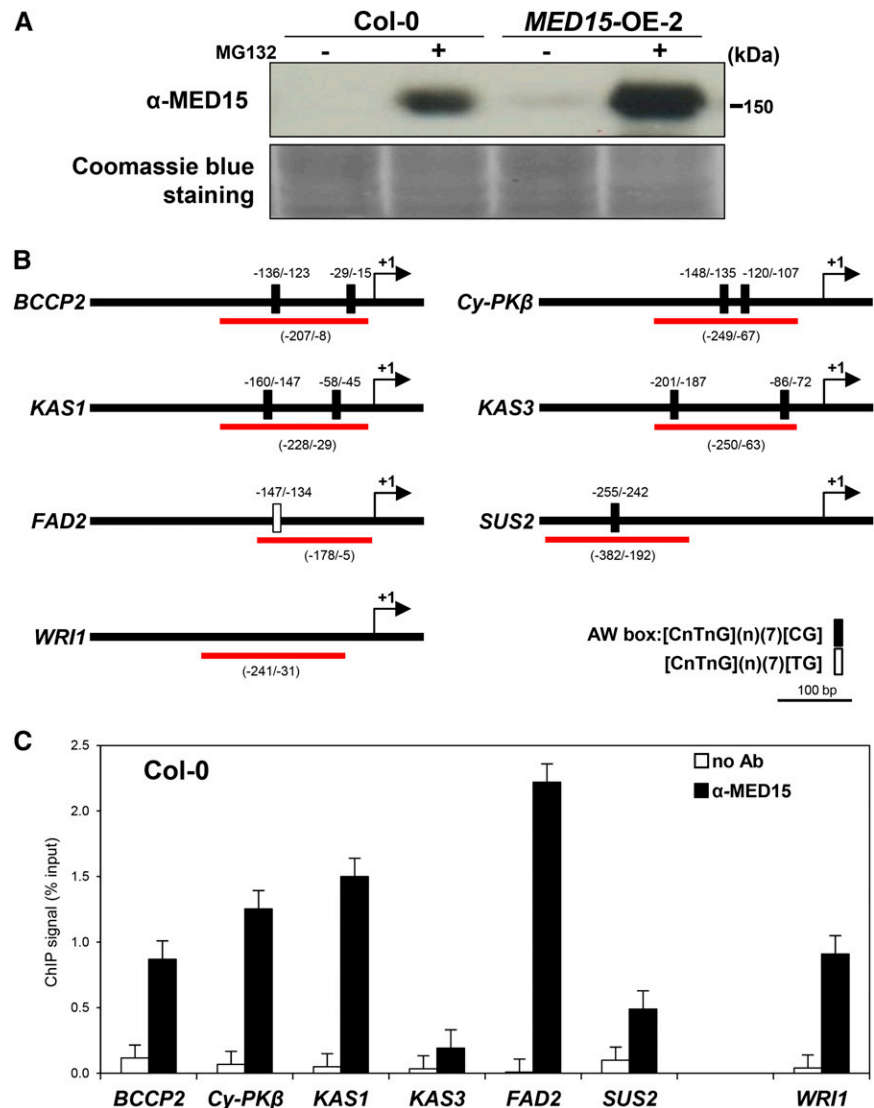 A
Col-0 MED15-OE-2
MG132 - + - + (kDa)
α-MED15 150
Coomassie blue
staining
B
-136/-123 -29/-15 +1
BCCP2
(-207/-8)
-148/-135 -120/-107 +1
Cy-PKβ
(-249/-67)
-160/-147 -58/-45 +1
KAS1
(-228/-29)
-201/-187 -86/-72 +1
KAS3
(-250/-63)
-147/-134 +1
FAD2
(-178/-5)
-255/-242 +1
SUS2
(-382/-192)
+1
WRI1
(-241/-31)
AW box:[CnTnG](n)(7)[CG]
[CnTnG](n)(7)[TG]
100 bp
C
Col-0
no Ab
α-MED15
ChIP signal (% input)
2.5
2.0
1.5
1.0
0.5
0.0
BCCP2 Cy-PKβ KAS1 KAS3 FAD2 SUS2 WRI1